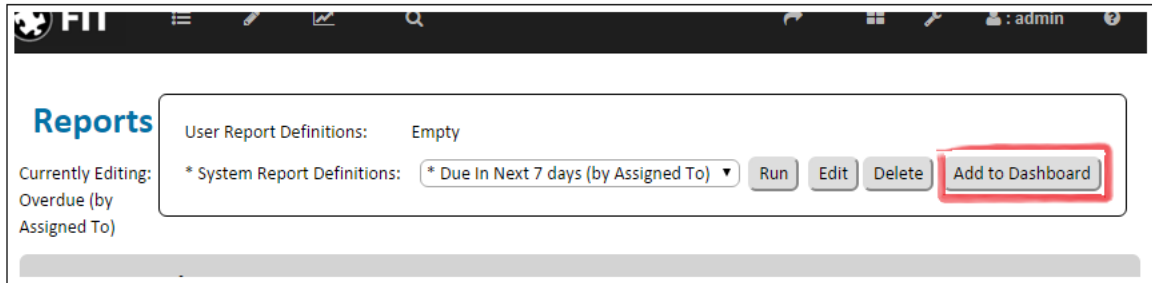 FIT
: admin
Reports
User Report Definitions: Empty
* System Report Definitions: * Due In Next 7 days (by Assigned To) Run Edit Delete Add to Dashboard
Currently Editing:
Overdue (by
Assigned To)